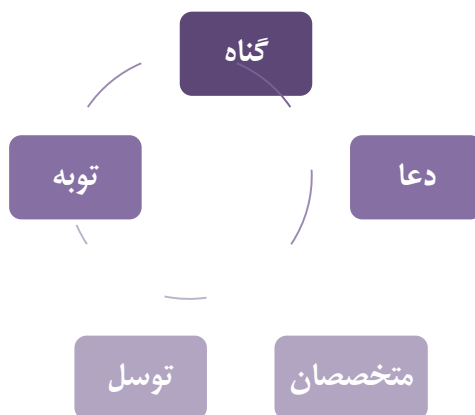 گناه
دعا
متخصصان
توسل
توبه